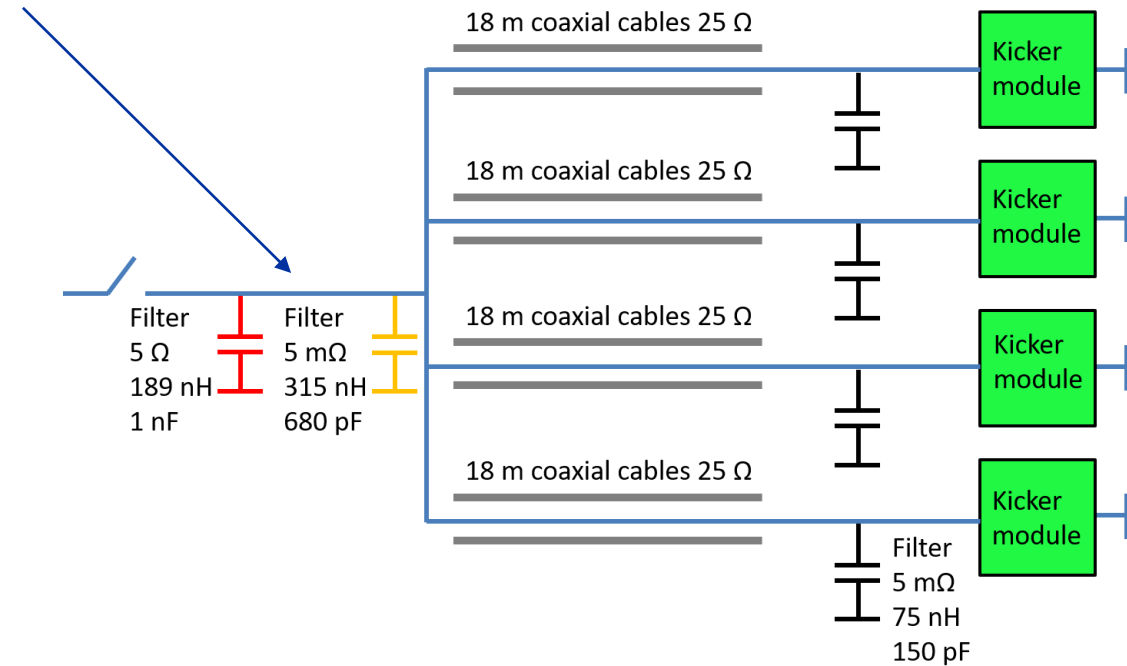 18 m coaxial cables 25 Ω
Kicker
module
18 m coaxial cables 25 Ω
Kicker
module
Filter
5 Ω
189 nH
1 nF
Filter
5 mΩ
315 nH
680 pF
18 m coaxial cables 25 Ω
Kicker
module
18 m coaxial cables 25 Ω
Kicker
module
Filter
5 mΩ
75 nH
150 pF